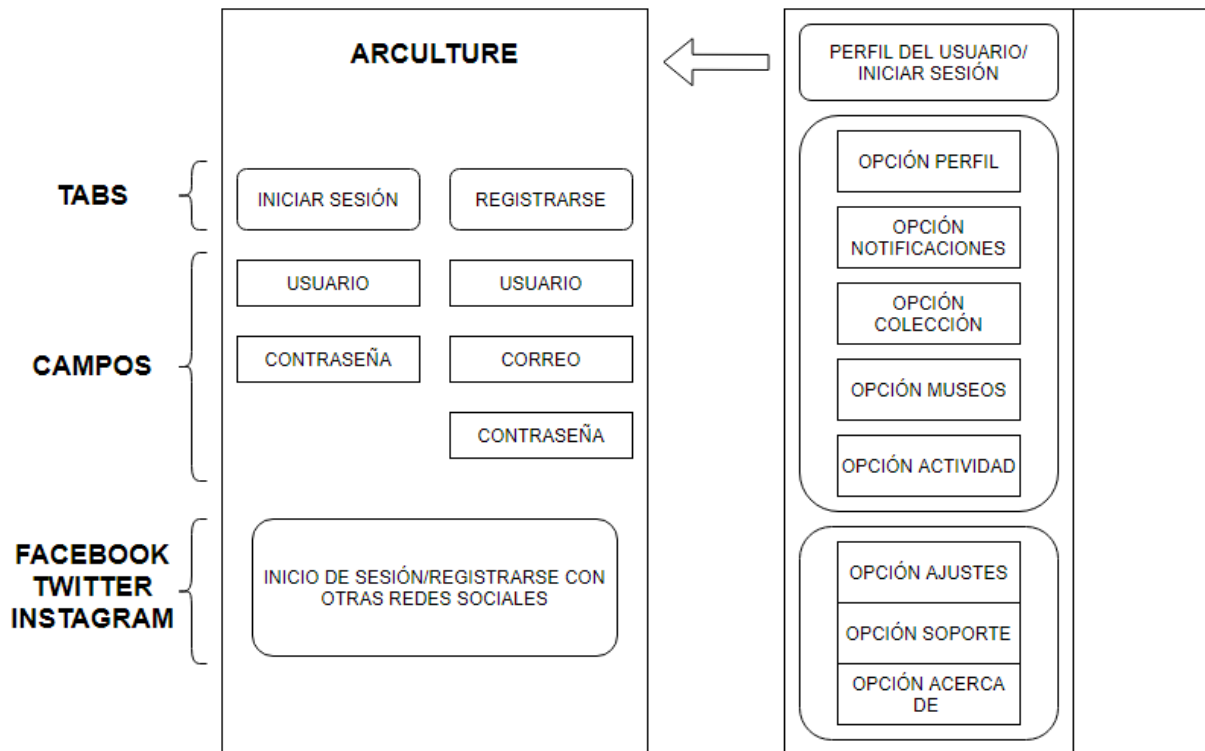 ARCULTURE
TABS
INICIAR SESIÓN
REGISTRARSE
CAMPOS
USUARIO
USUARIO
CONTRASEÑA
CORREO
CONTRASEÑA
FACEBOOK
TWITTER
INSTAGRAM
INICIO DE SESIÓN/REGISTRARSE CON
OTRAS REDES SOCIALES
PERFIL DEL USUARIO/
INICIAR SESIÓN
OPCIÓN PERFIL
OPCIÓN
NOTIFICACIONES
OPCIÓN
COLECCIÓN
OPCIÓN MUSEOS
OPCIÓN ACTIVIDAD
OPCIÓN AJUSTES
OPCIÓN SOPORTE
OPCIÓN ACERCA
DE